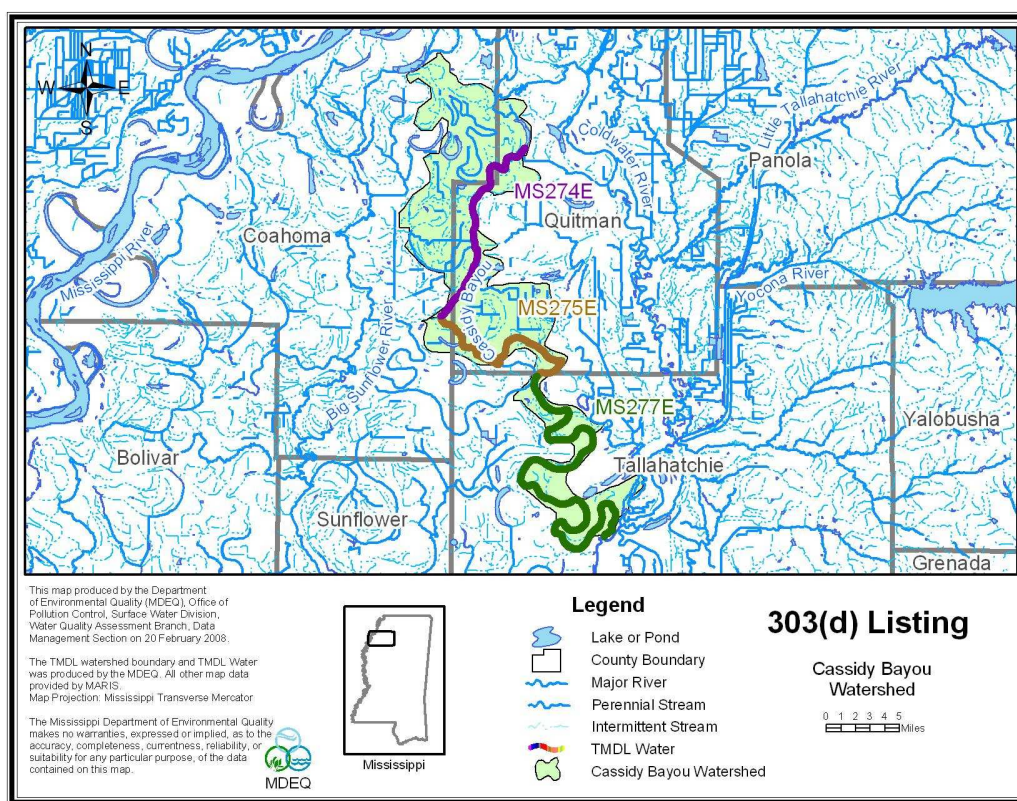 N
W E
S
Mississippi River
Coahoma
Bolivar
Sunflower
Big Sunflower River
Cassidy Bayou
MS274E
Quitman
MS275E
MS277E
Tallahatchie
Coldwater River
Little Tallahatchie River
Panola
Yocona River
Yalobusha
Grenada
This map produced by the Department
of Environmental Quality (MDEQ), Office of
Pollution Control, Surface Water Division,
Water Quality Assessment Branch, Data
Management Section on 20 February 2008.
The TMDL watershed boundary and TMDL Water
was produced by the MDEQ. All other map data
provided by MARIS.
Map Projection: Mississippi Transverse Mercator
The Mississippi Department of Environmental Quality
makes no warranties, expressed or implied, as to the
accuracy, completeness, currentness, reliability, or
suitability for any particular purpose, of the data
contained on this map.
MDEQ
Mississippi
Legend
Lake or Pond
County Boundary
Major River
Perennial Stream
Intermittent Stream
TMDL Water
Cassidy Bayou Watershed
303(d) Listing
Cassidy Bayou
Watershed
0 1 2 3 4 5
Miles